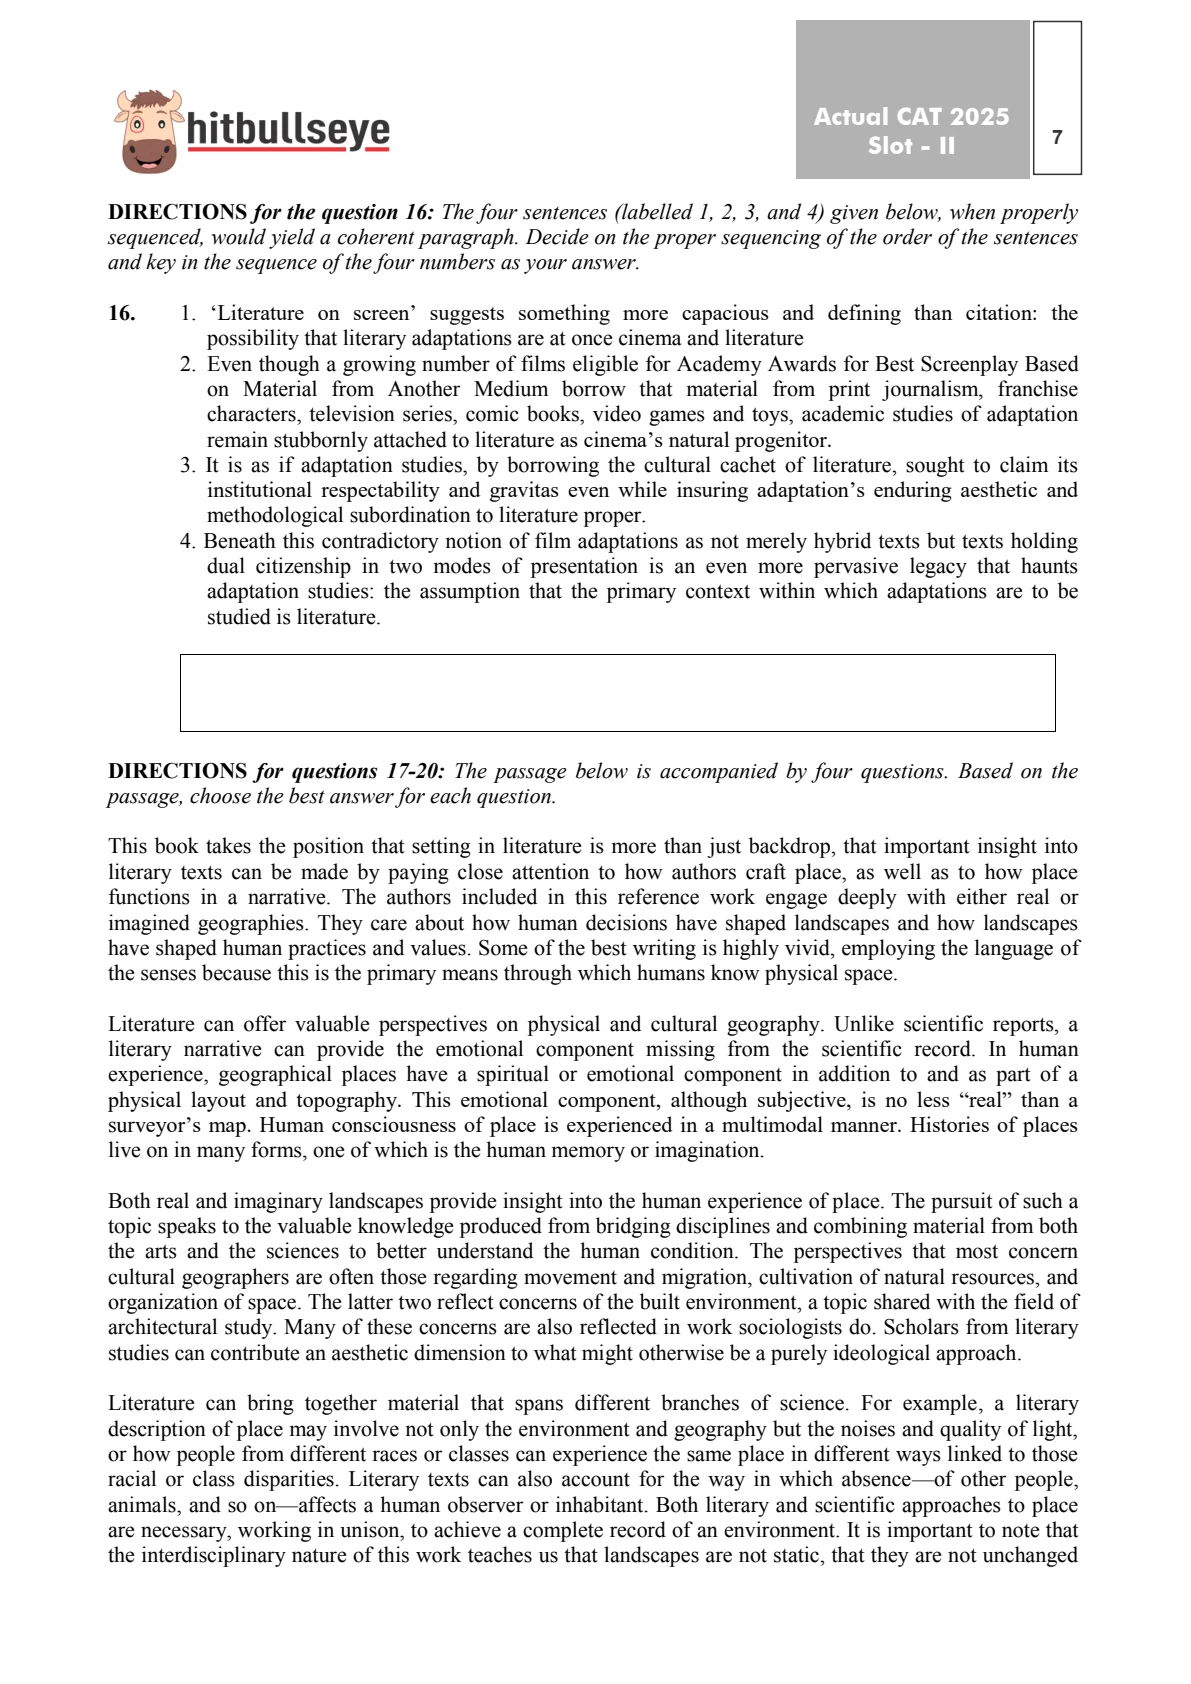 hitbullseye
Actual CAT 2025
Slot - II
7
DIRECTIONS for the question 16: The four sentences (labelled 1, 2, 3, and 4) given below, when properly
sequenced, would yield a coherent paragraph. Decide on the proper sequencing of the order of the sentences
and key in the sequence of the four numbers as your answer.
16. 1. ‘Literature on screen’ suggests something more capacious and defining than citation: the
possibility that literary adaptations are at once cinema and literature
2. Even though a growing number of films eligible for Academy Awards for Best Screenplay Based
on Material from Another Medium borrow that material from print journalism, franchise
characters, television series, comic books, video games and toys, academic studies of adaptation
remain stubbornly attached to literature as cinema’s natural progenitor.
3. It is as if adaptation studies, by borrowing the cultural cachet of literature, sought to claim its
institutional respectability and gravitas even while insuring adaptation’s enduring aesthetic and
methodological subordination to literature proper.
4. Beneath this contradictory notion of film adaptations as not merely hybrid texts but texts holding
dual citizenship in two modes of presentation is an even more pervasive legacy that haunts
adaptation studies: the assumption that the primary context within which adaptations are to be
studied is literature.
DIRECTIONS for questions 17-20: The passage below is accompanied by four questions. Based on the
passage, choose the best answer for each question.
This book takes the position that setting in literature is more than just backdrop, that important insight into
literary texts can be made by paying close attention to how authors craft place, as well as to how place
functions in a narrative. The authors included in this reference work engage deeply with either real or
imagined geographies. They care about how human decisions have shaped landscapes and how landscapes
have shaped human practices and values. Some of the best writing is highly vivid, employing the language of
the senses because this is the primary means through which humans know physical space.
Literature can offer valuable perspectives on physical and cultural geography. Unlike scientific reports, a
literary narrative can provide the emotional component missing from the scientific record. In human
experience, geographical places have a spiritual or emotional component in addition to and as part of a
physical layout and topography. This emotional component, although subjective, is no less “real” than a
surveyor’s map. Human consciousness of place is experienced in a multimodal manner. Histories of places
live on in many forms, one of which is the human memory or imagination.
Both real and imaginary landscapes provide insight into the human experience of place. The pursuit of such a
topic speaks to the valuable knowledge produced from bridging disciplines and combining material from both
the arts and the sciences to better understand the human condition. The perspectives that most concern
cultural geographers are often those regarding movement and migration, cultivation of natural resources, and
organization of space. The latter two reflect concerns of the built environment, a topic shared with the field of
architectural study. Many of these concerns are also reflected in work sociologists do. Scholars from literary
studies can contribute an aesthetic dimension to what might otherwise be a purely ideological approach.
Literature can bring together material that spans different branches of science. For example, a literary
description of place may involve not only the environment and geography but the noises and quality of light,
or how people from different races or classes can experience the same place in different ways linked to those
racial or class disparities. Literary texts can also account for the way in which absence—of other people,
animals, and so on—affects a human observer or inhabitant. Both literary and scientific approaches to place
are necessary, working in unison, to achieve a complete record of an environment. It is important to note that
the interdisciplinary nature of this work teaches us that landscapes are not static, that they are not unchanged